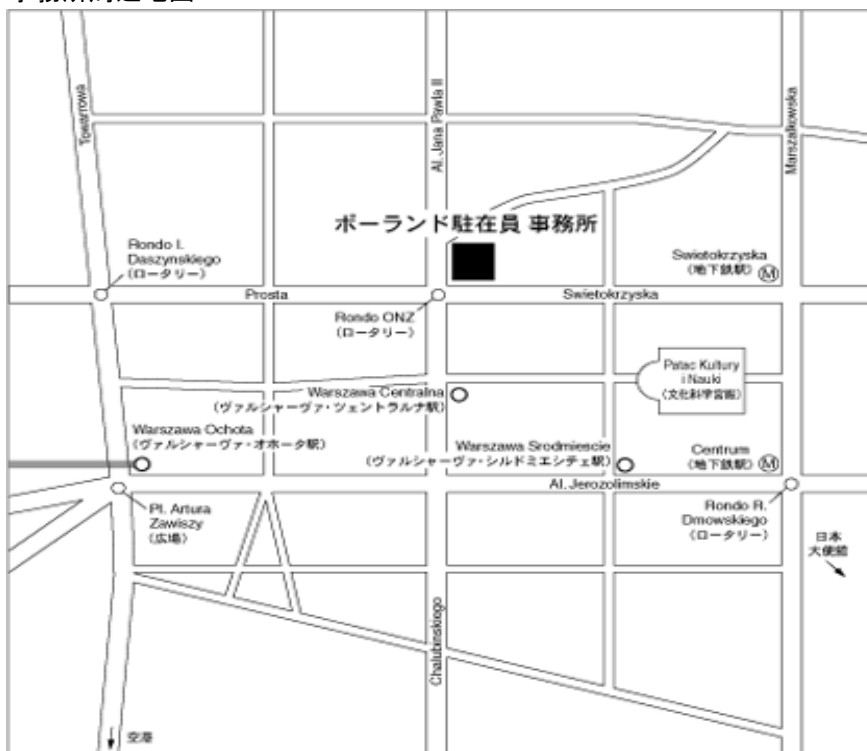 Towarrowa
Al. Jana Pawla II
Marszalkowska
ポーランド駐在員 事務所
Rondo I.
Daszynskiego
（ロータリー）
Swietokrzyska
（地下鉄駅）
M
Prosta
Swietokrzyska
Rondo ONZ
（ロータリー）
Patac Kultury
i Nauki
（文化科学宮殿）
Warszawa Centralna
（ヴァルシャーヴァ・ツェントラルナ駅）
Warszawa Ochota
（ヴァルシャーヴァ・オホータ駅）
Warszawa Srodmiescie
（ヴァルシャーヴァ・シルドミエシチェ駅）
Centrum
（地下鉄駅）
M
Al. Jerozolimskie
Pl. Artura
Zawiszy
（広場）
Rondo R.
Dmowskiego
（ロータリー）
日本
大使館
Chalubinskiego
空港